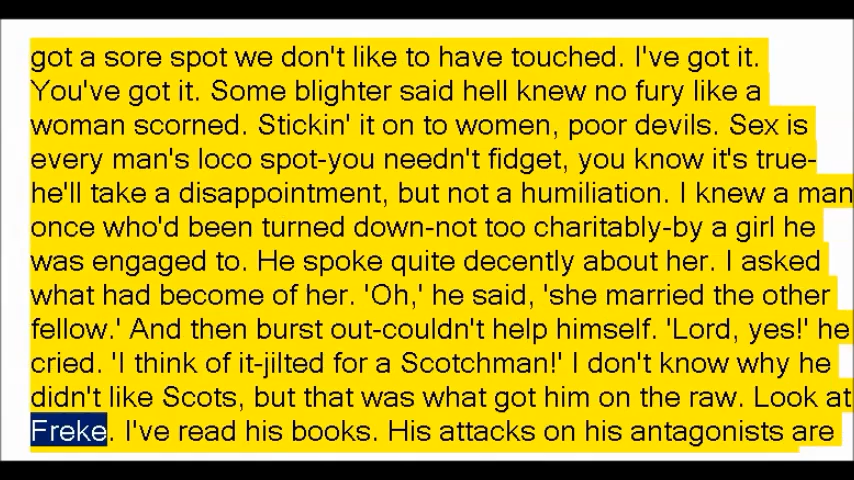 got a sore spot we don't like to have touched. I've got it.
You've got it. Some blighter said hell knew no fury like a
woman scorned. Stickin' it on to women, poor devils. Sex is
every man's loco spot-you needn't fidget, you know it's true-
he'll take a disappointment, but not a humiliation. I knew a man
once who'd been turned down-not too charitably-by a girl he
was engaged to. He spoke quite decently about her. I asked
what had become of her. 'Oh,' he said, 'she married the other
fellow.' And then burst out-couldn't help himself. 'Lord, yes!' he
cried. 'I think of it-jilted for a Scotchman!' I don't know why he
didn't like Scots, but that was what got him on the raw. Look at
Freke. I've read his books. His attacks on his antagonists are